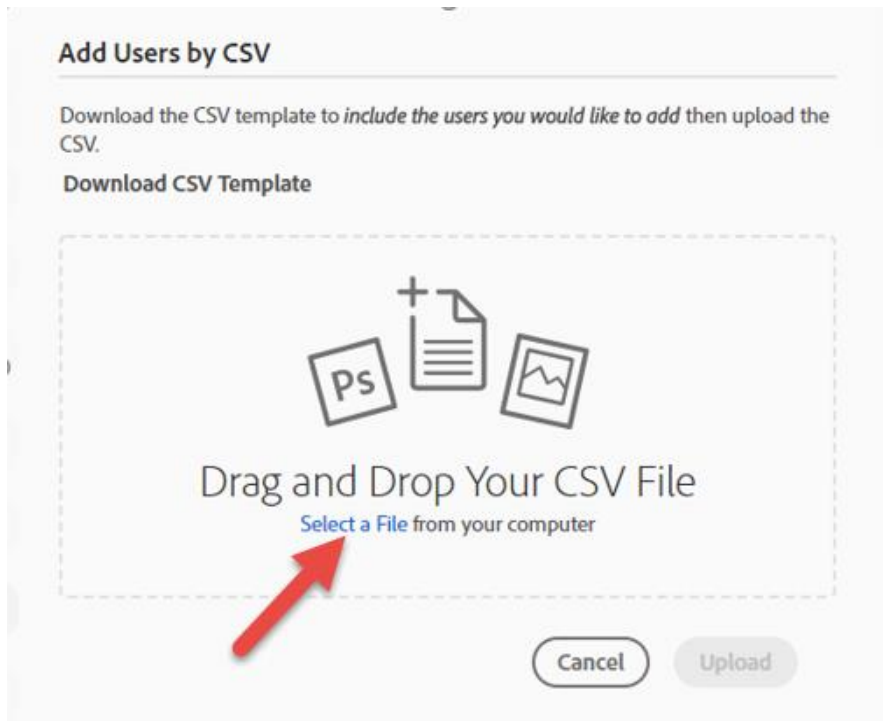 Add Users by CSV
Download the CSV template to include the users you would like to add then upload the
CSV.
Download CSV Template
Ps
Drag and Drop Your CSV File
Select a File from your computer
Cancel
Upload